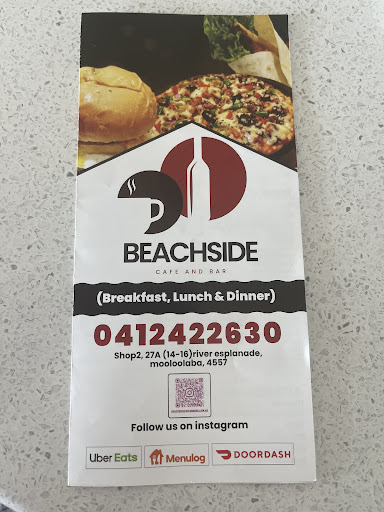 BEACHSIDE
CAFE AND BAR
(Breakfast, Lunch & Dinner)
0412422630
Shop2, 27A (14-16)river esplanade,
mooloolaba, 4557
Follow us on instagram
Uber Eats Menulog DOORDASH